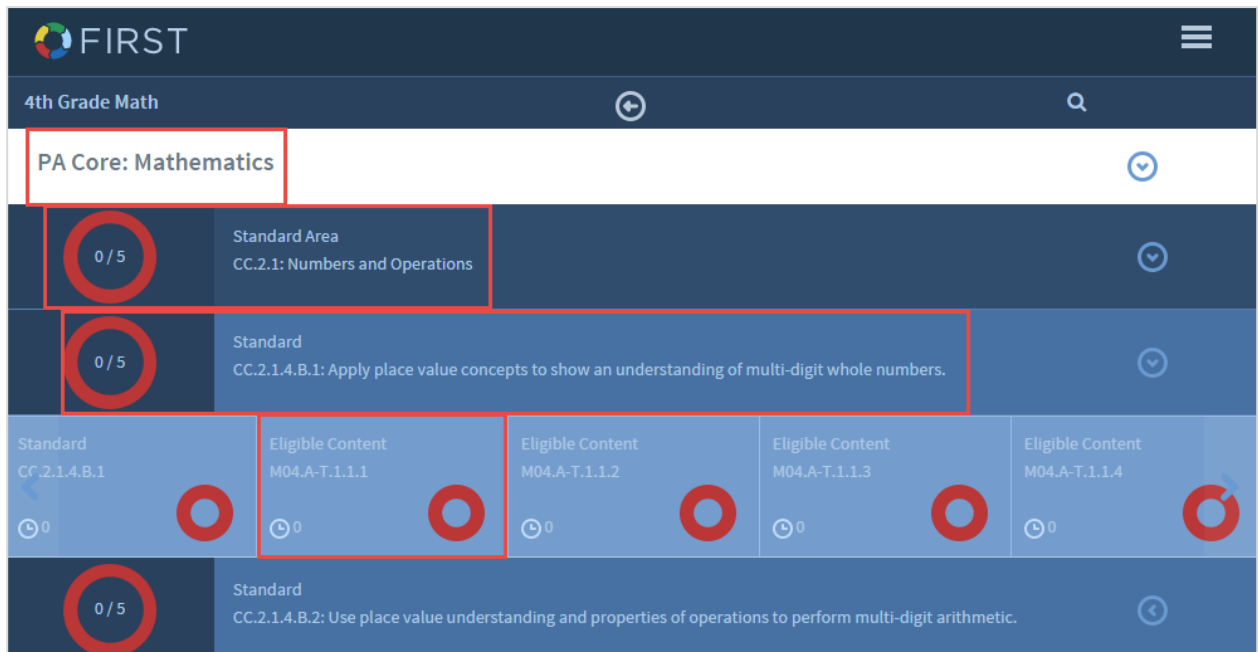 FIRST
4th Grade Math
PA Core: Mathematics
0 / 5
Standard Area
CC.2.1: Numbers and Operations
0 / 5
Standard
CC.2.1.4.B.1: Apply place value concepts to show an understanding of multi-digit whole numbers.
Standard
CC.2.1.4.B.1
0
Eligible Content
M04.A-T.1.1.1
0
Eligible Content
M04.A-T.1.1.2
0
Eligible Content
M04.A-T.1.1.3
0
Eligible Content
M04.A-T.1.1.4
0
0 / 5
Standard
CC.2.1.4.B.2: Use place value understanding and properties of operations to perform multi-digit arithmetic.